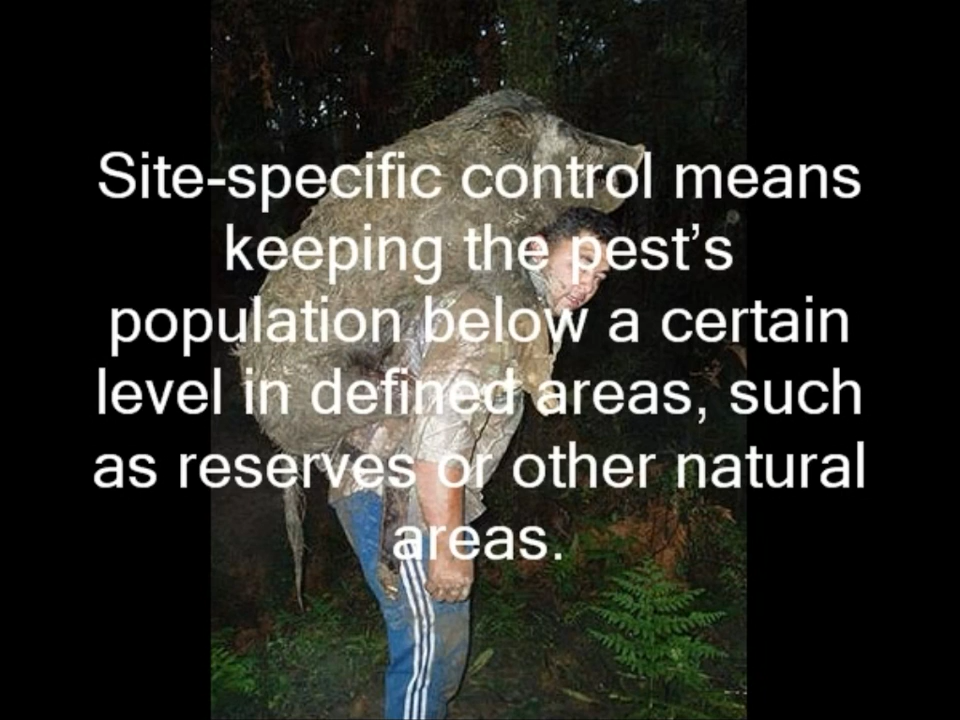 Site-specific control means
keeping the pest’s
population below a certain
level in defined areas, such
as reserves or other natural
areas.